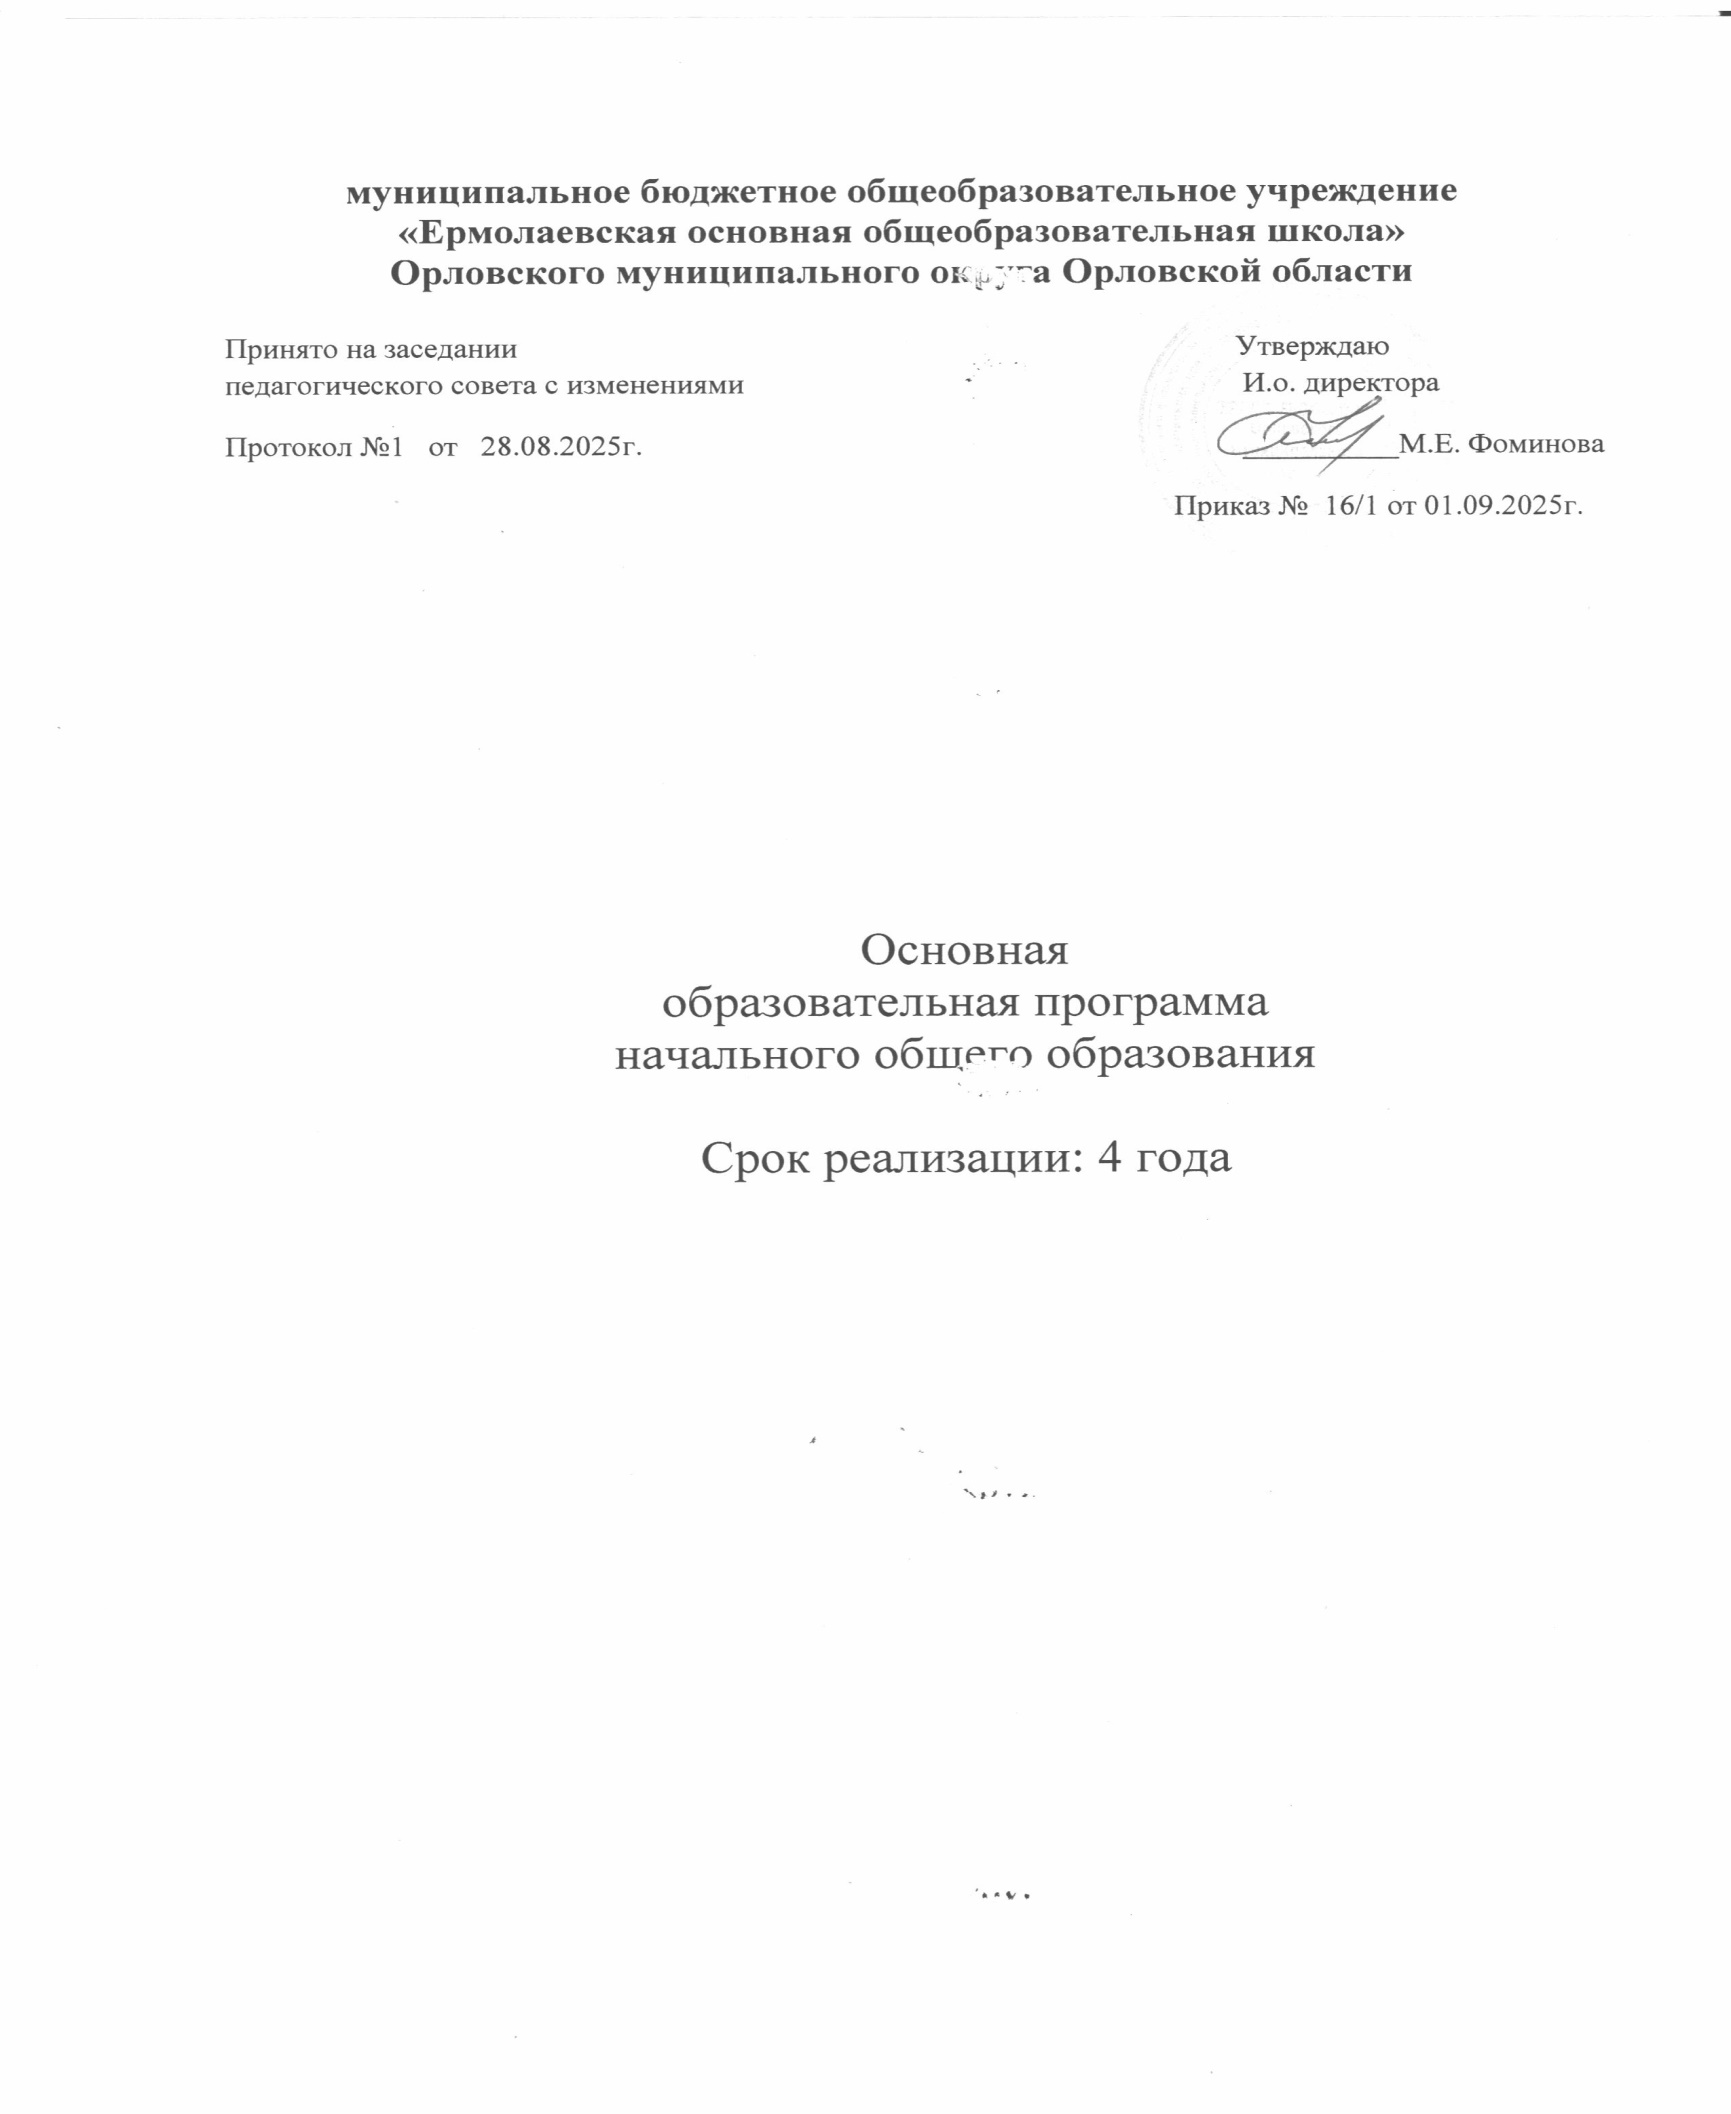 муниципальное бюджетное общеобразовательное учреждение
«Ермолаевская основная общеобразовательная школа»
Орловского муниципального округа Орловской области
Принято на заседании
педагогического совета с изменениями
Протокол №1 от 28.08.2025г.
Утверждаю
И.о. директора
___________М.Е. Фоминова
Приказ № 16/1 от 01.09.2025г.
Основная
образовательная программа
начального общего образования
Срок реализации: 4 года